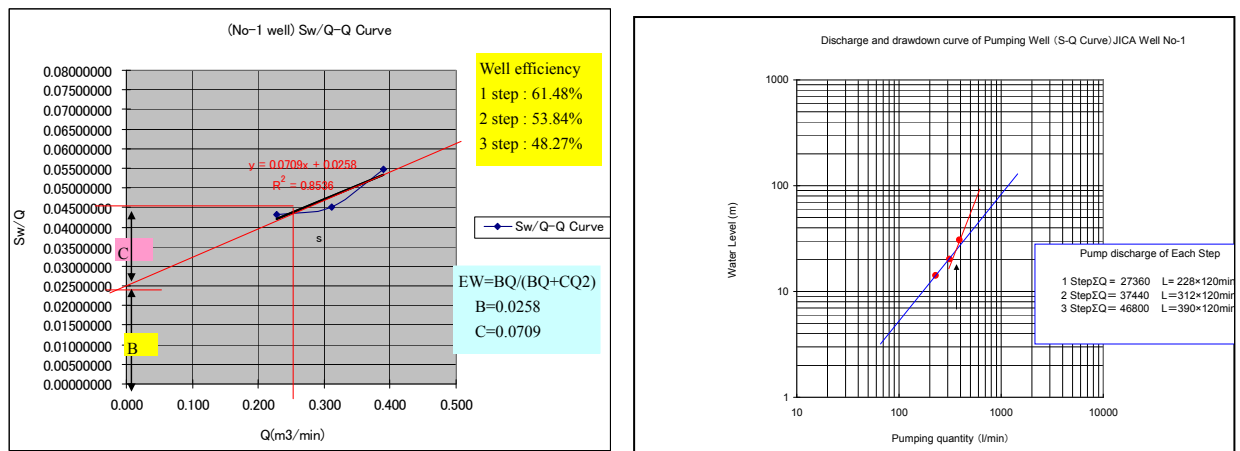 (No-1 well) Sw/Q-Q Curve
0.08000000
0.07500000
0.07000000
0.06500000
0.06000000
0.05500000
0.05000000
0.04500000
0.04000000
0.03500000
0.03000000
0.02500000
0.02000000
0.01500000
0.01000000
0.00500000
0.00000000
Sw/Q
y = 0.0709x + 0.0258
R2 = 0.8536
s
C
B
0.000 0.100 0.200 0.300 0.400 0.500
Q(m3/min)
Well efficiency
1 step : 61.48%
2 step : 53.84%
3 step : 48.27%
Sw/Q-Q Curve
EW=BQ/(BQ+CQ2)
B=0.0258
C=0.0709
Discharge and drawdown curve of Pumping Well (S-Q Curve)JICA Well No-1
1000
100
10
1
Water Level (m)
10 100 1000 10000
Pumping quantity (l/min)
Pump discharge of Each Step
1 StepΣQ= 27360 L=228×120min
2 StepΣQ= 37440 L=312×120min
3 StepΣQ= 46800 L=390×120min